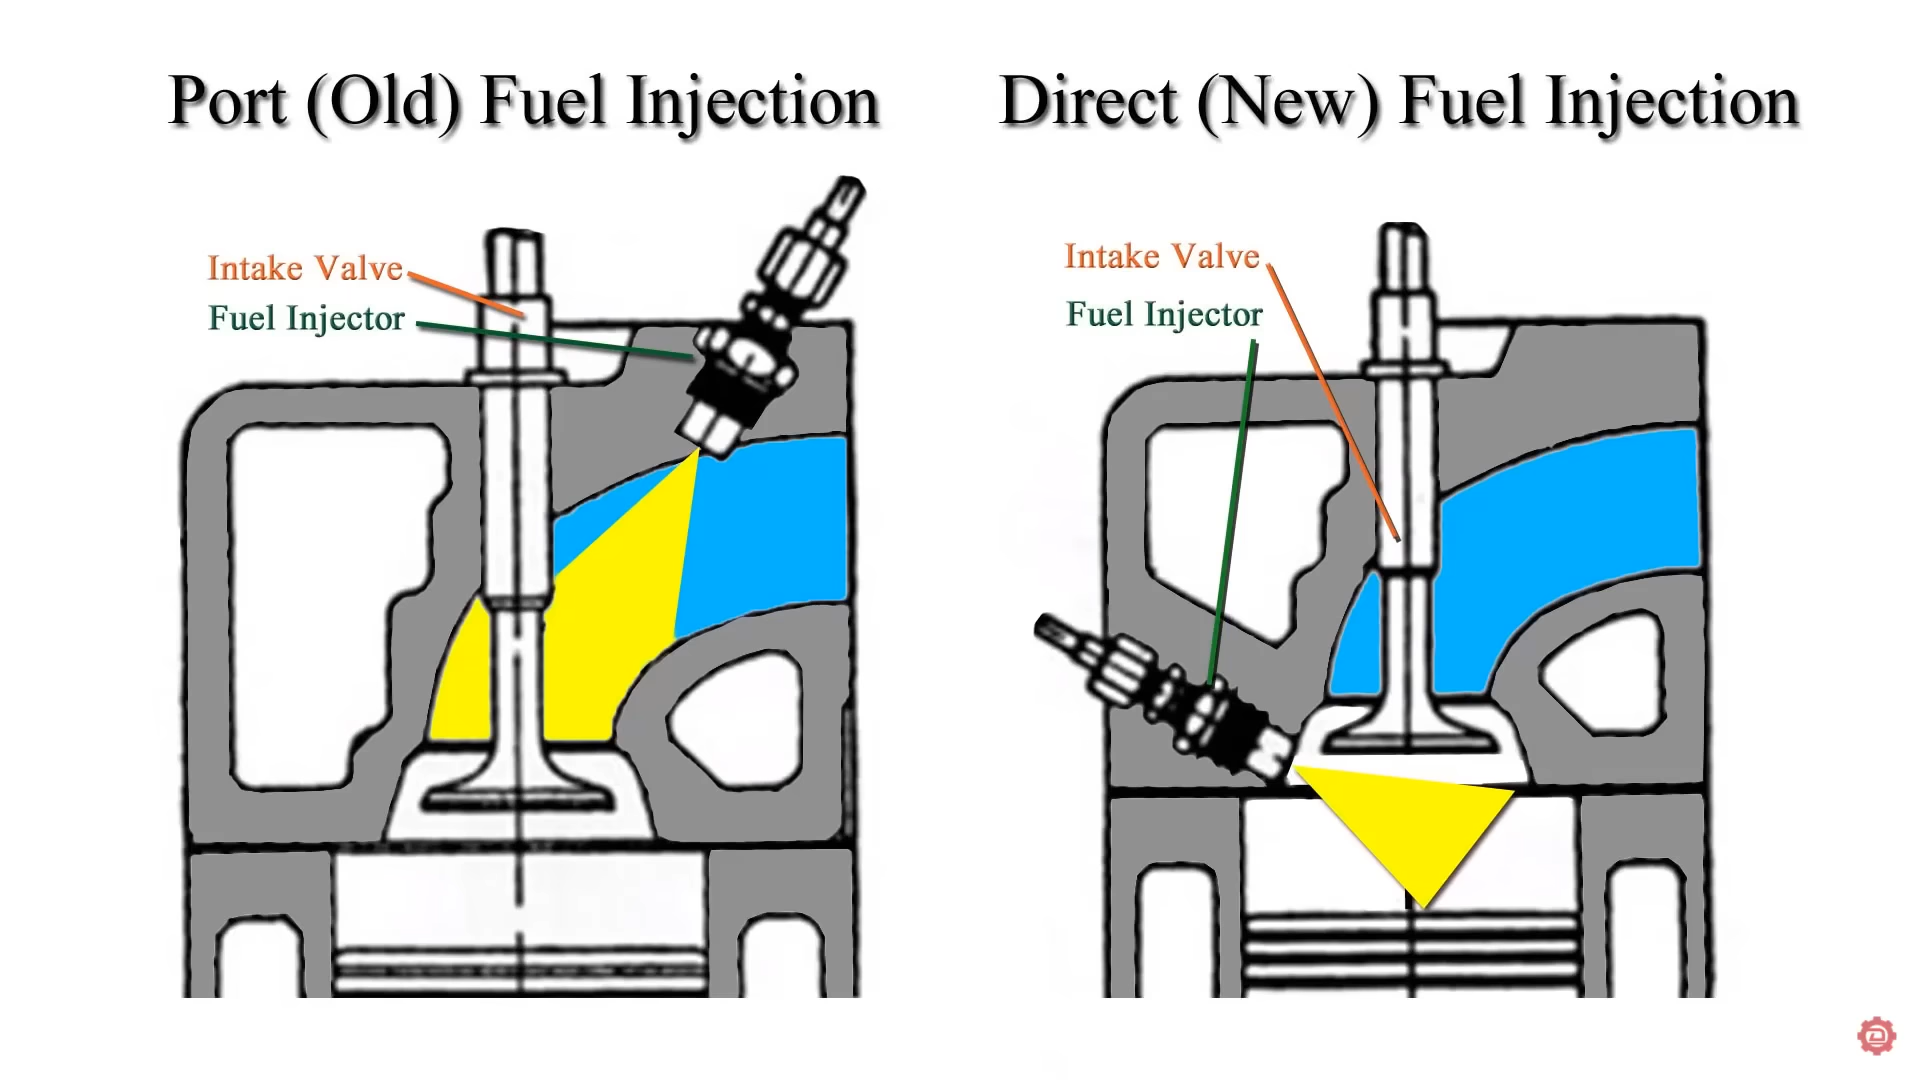 Port (Old) Fuel Injection
Intake Valve
Fuel Injector
Direct (New) Fuel Injection
Intake Valve
Fuel Injector